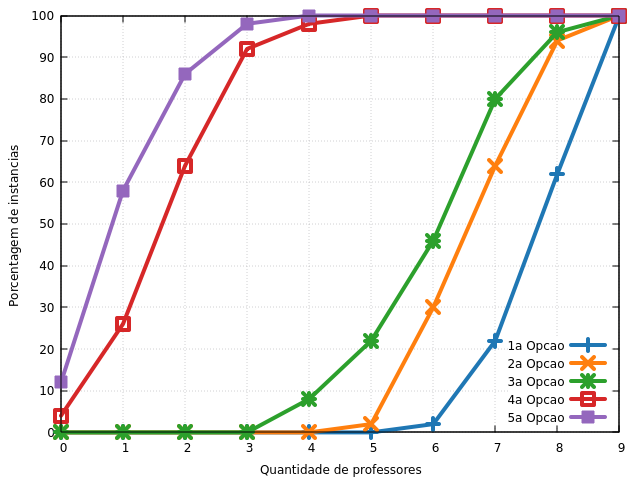 100
90
80
70
60
50
40
30
20
10
0
Porcentagem de instancias
1a Opcao
2a Opcao
3a Opcao
4a Opcao
5a Opcao
0 1 2 3 4 5 6 7 8 9
Quantidade de professores